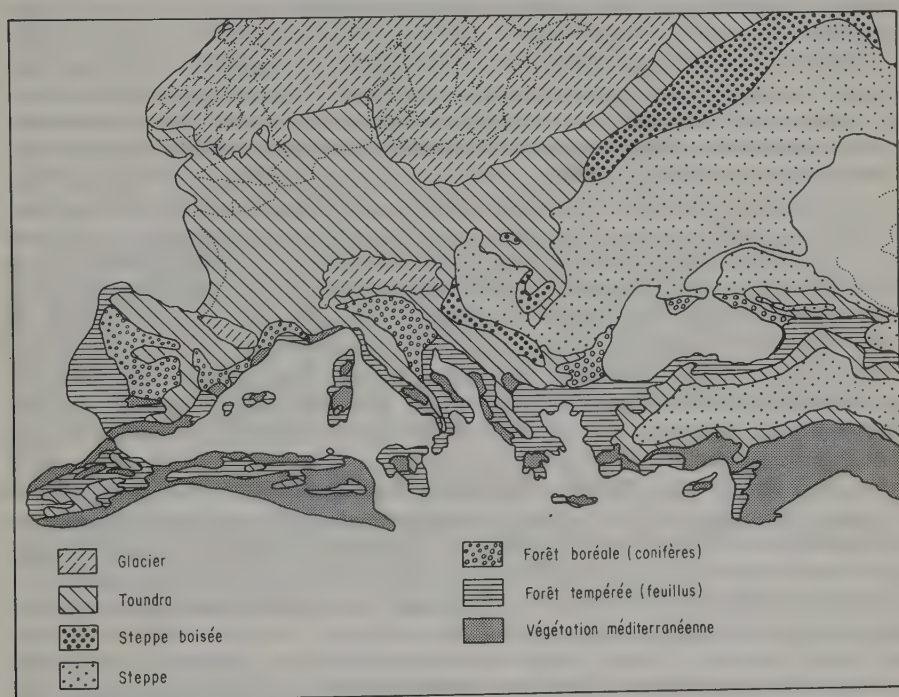 Glacier
Toundra
Steppe boisée
Steppe
Forêt boréale (conifères)
Forêt tempérée (feuillus)
Végétation méditerranéenne